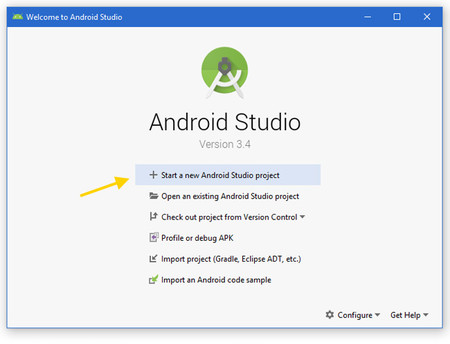 Welcome to Android Studio
Android Studio
Version 3.4
Start a new Android Studio project
Open an existing Android Studio project
Check out project from Version Control
Profile or debug APK
Import project (Gradle, Eclipse ADT, etc.)
Import an Android code sample
Configure Get Help